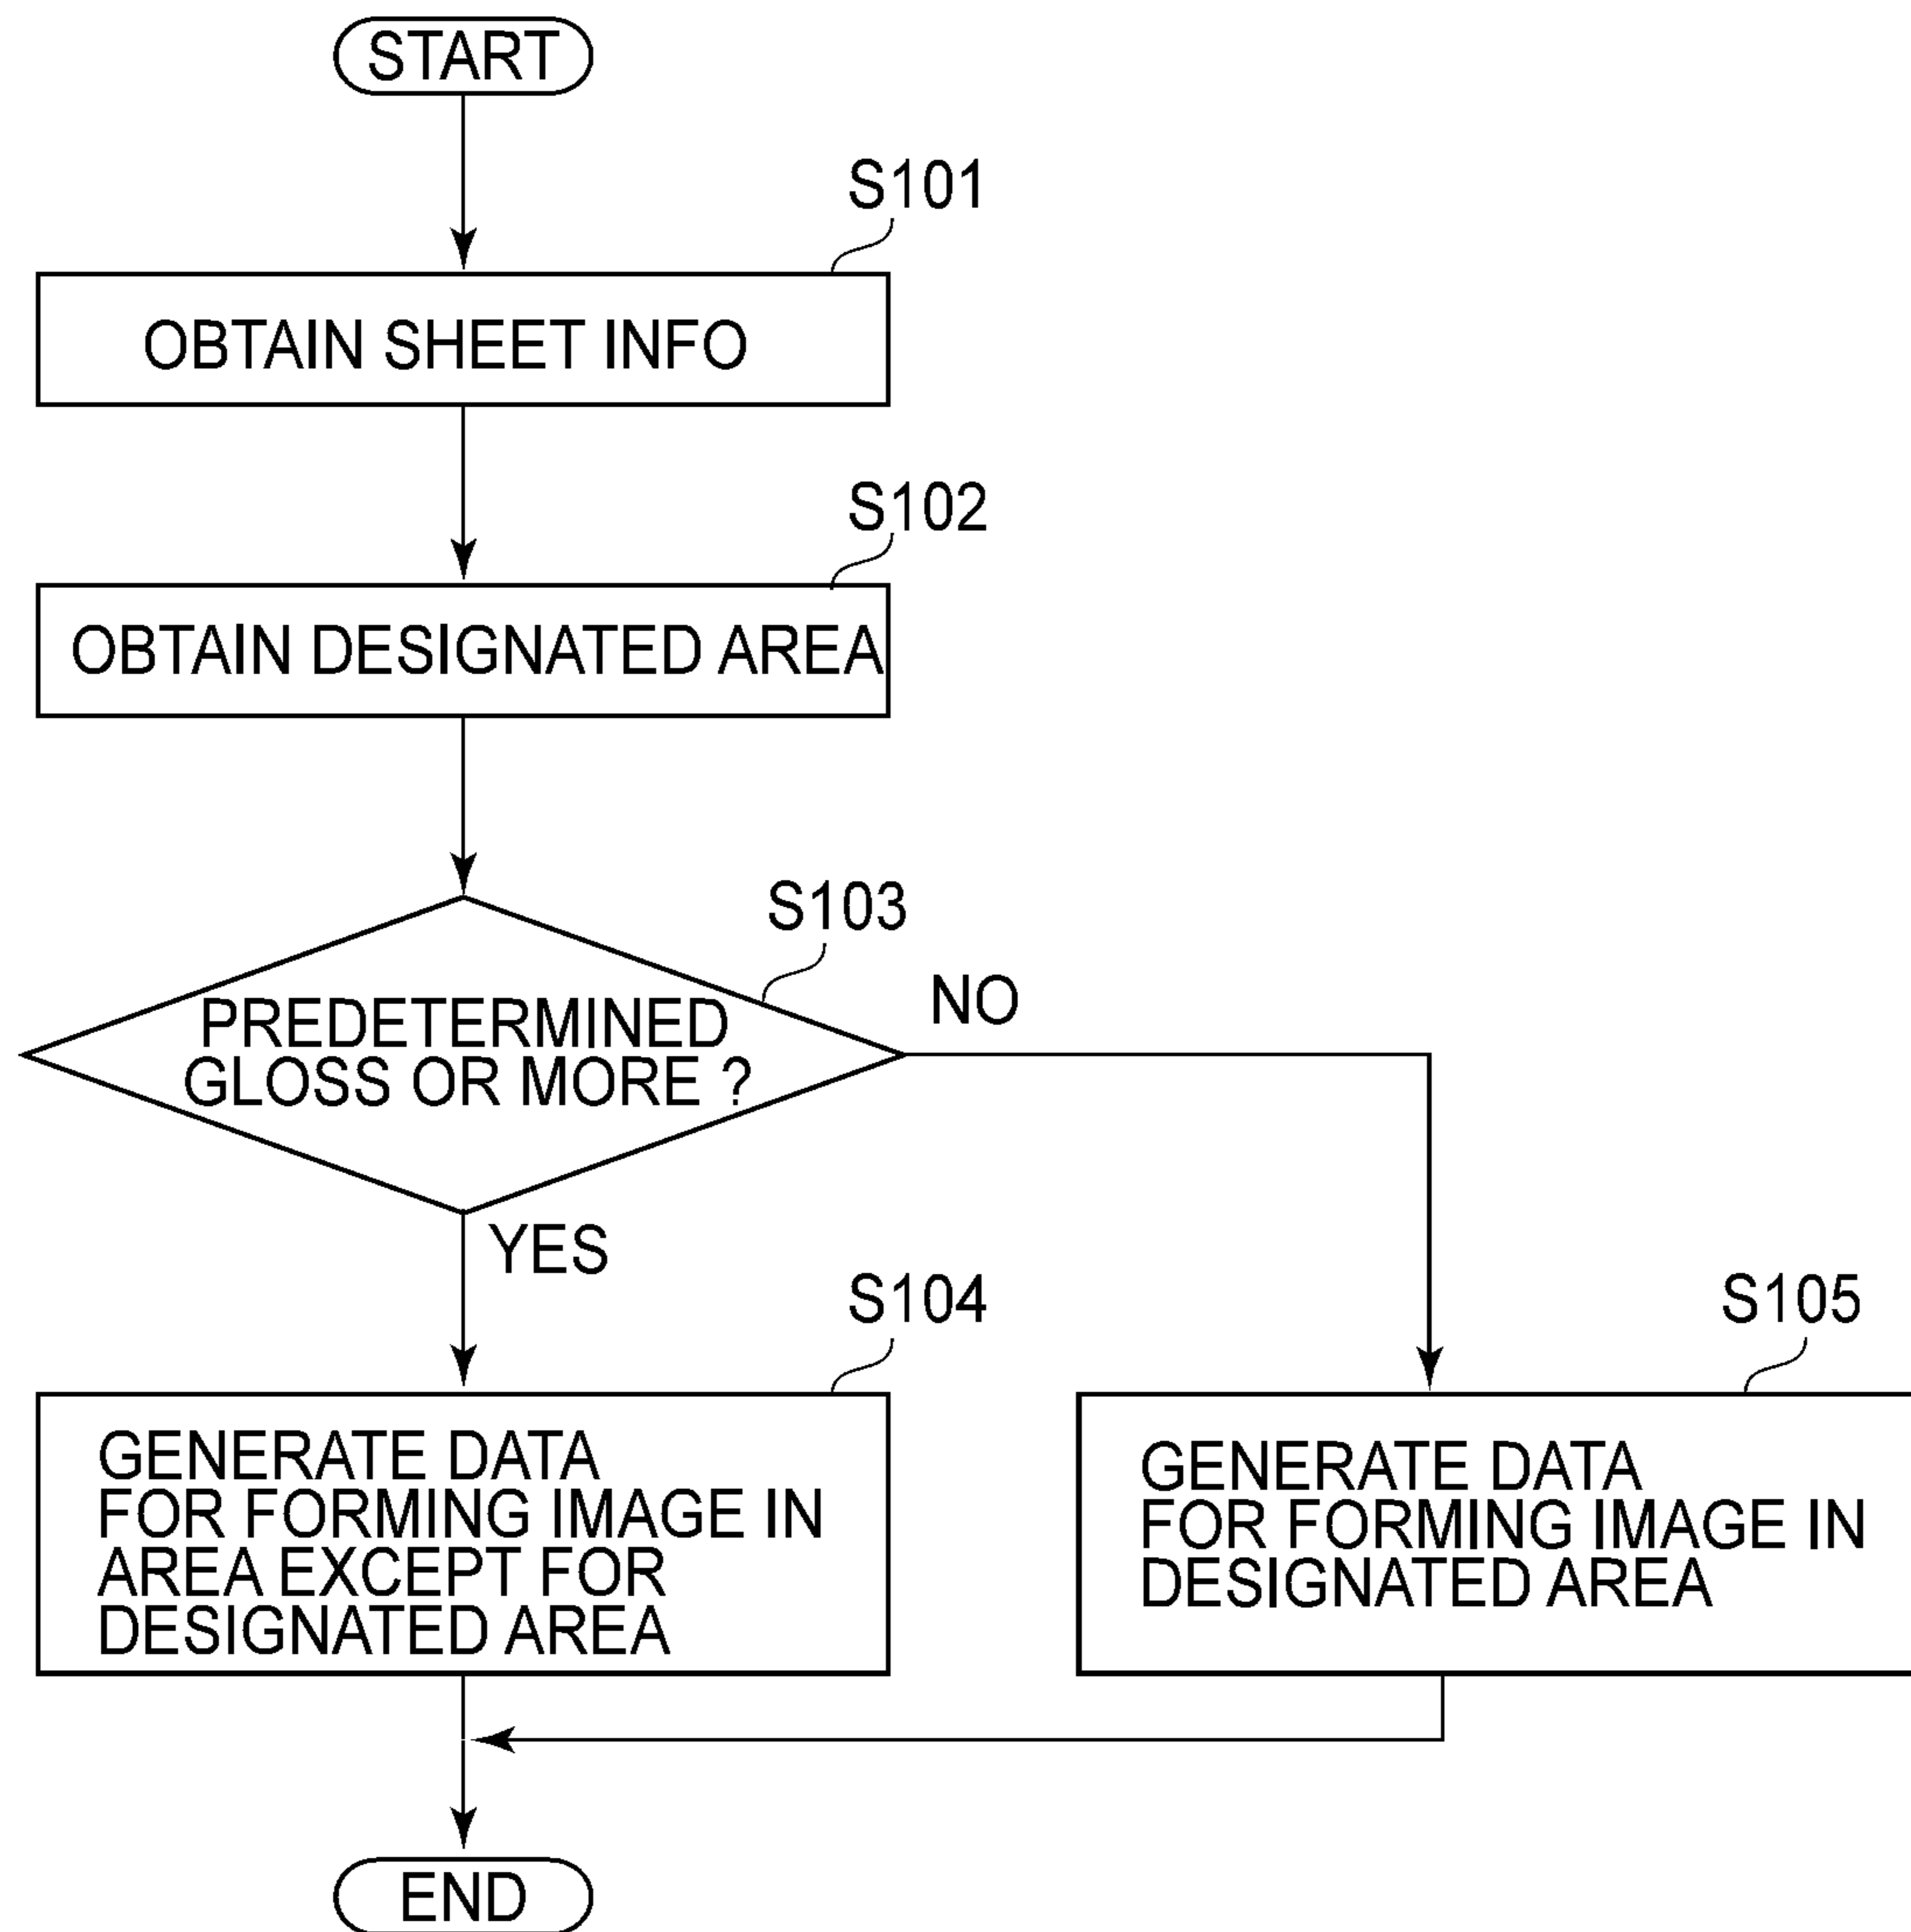 START
S101
OBTAIN SHEET INFO
S102
OBTAIN DESIGNATED AREA
S103
PREDETERMINED
GLOSS OR MORE ?
NO
YES
S104
GENERATE DATA
FOR FORMING IMAGE IN
AREA EXCEPT FOR
DESIGNATED AREA
S105
GENERATE DATA
FOR FORMING IMAGE IN
DESIGNATED AREA
END